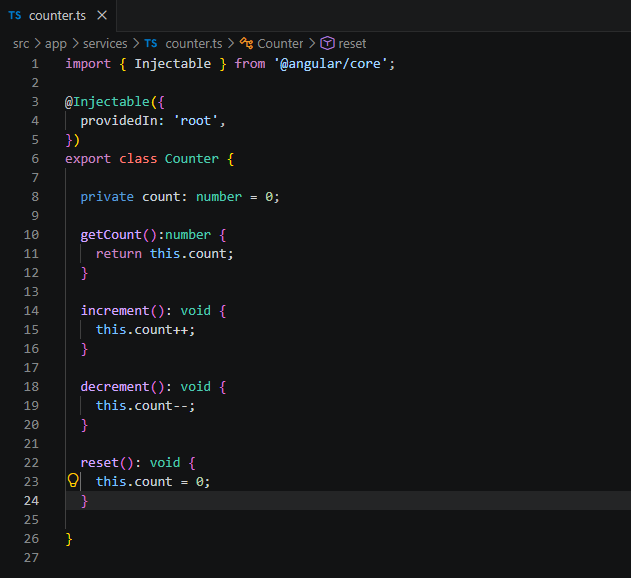 TS counter.ts ×
src > app > services > TS counter.ts > Counter > reset
1 import { Injectable } from '@angular/core';
2
3 @Injectable({
4   providedIn: 'root',
5 })
6 export class Counter {
7
8   private count: number = 0;
9
10   getCount():number {
11     return this.count;
12   }
13
14   increment(): void {
15     this.count++;
16   }
17
18   decrement(): void {
19     this.count--;
20   }
21
22   reset(): void {
23     this.count = 0;
24   }
25
26 }
27